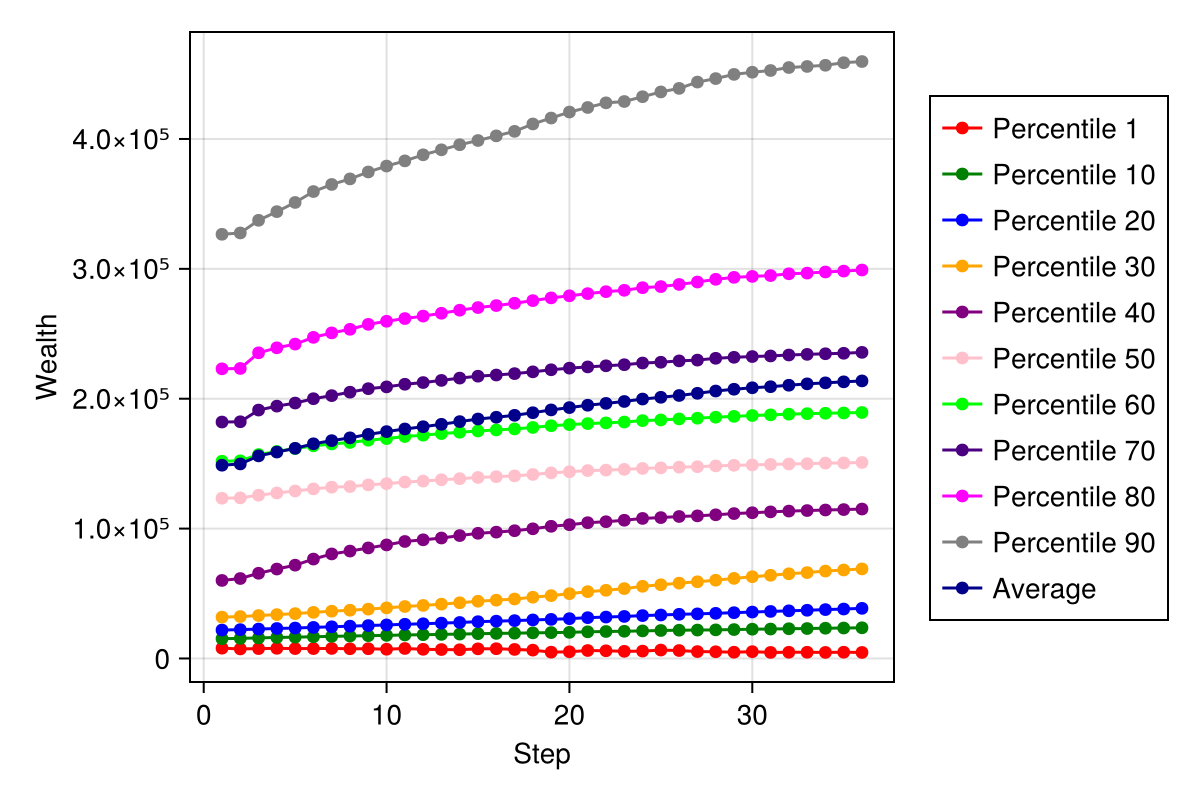 4.0×10⁵
3.0×10⁵
2.0×10⁵
1.0×10⁵
0
Wealth
0 10 20 30
Step
Percentile 1
Percentile 10
Percentile 20
Percentile 30
Percentile 40
Percentile 50
Percentile 60
Percentile 70
Percentile 80
Percentile 90
Average